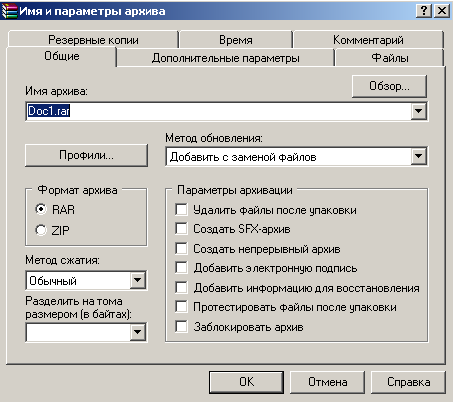 Имя и параметры архива
Резервные копии Время Комментарий
Общие Дополнительные параметры Файлы
Обзор...
Имя архива:
Doc1.rar
Метод обновления:
Профили... Добавить с заменой файлов
Формат архива Параметры архивации
RAR Удалить файлы после упаковки
Создать SFX-архив
ZIP
Создать непрерывный архив
Метод сжатия: Добавить электронную подпись
Обычный Добавить информацию для восстановления
Разделить на тома
размером (в байтах): Протестировать файлы после упаковки
Заблокировать архив
OK Отмена Справка